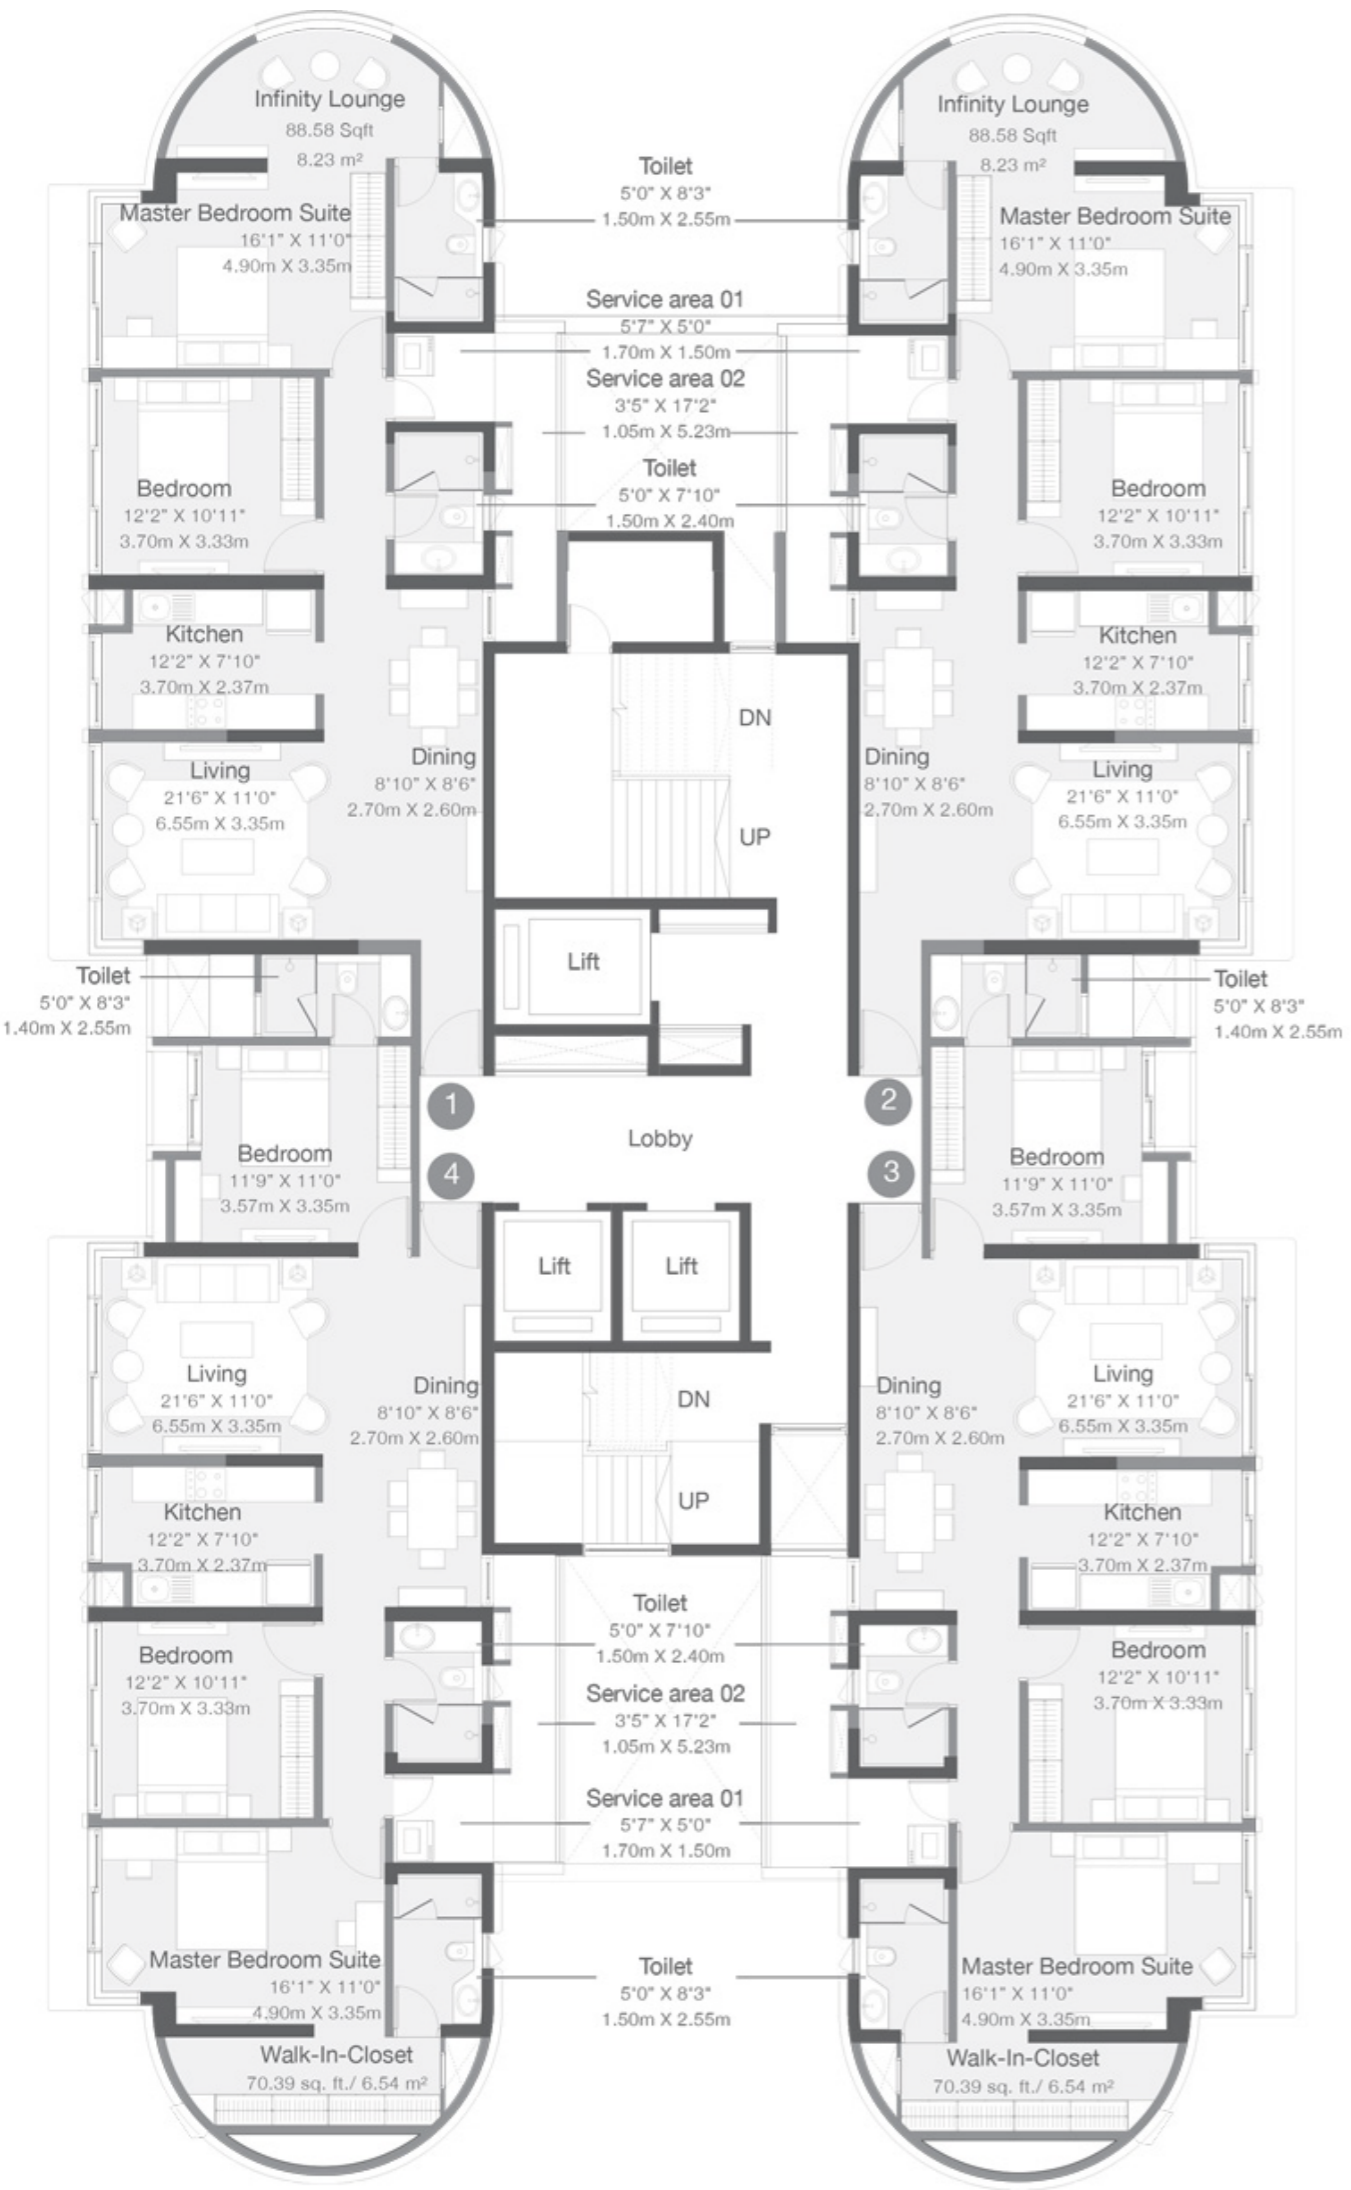 Infinity Lounge
88.58 Sqft
8.23 m²
Infinity Lounge
88.58 Sqft
8.23 m²
Toilet
5'0" X 8'3"
1.50m X 2.55m
Master Bedroom Suite
16'1" X 11'0"
4.90m X 3.35m
Master Bedroom Suite
16'1" X 11'0"
4.90m X 3.35m
Service area 01
5'7" X 5'0"
1.70m X 1.50m
Service area 02
3'5" X 17'2"
1.05m X 5.23m
Toilet
5'0" X 7'10"
1.50m X 2.40m
Bedroom
12'2" X 10'11"
3.70m X 3.33m
Bedroom
12'2" X 10'11"
3.70m X 3.33m
Kitchen
12'2" X 7'10"
3.70m X 2.37m
Kitchen
12'2" X 7'10"
3.70m X 2.37m
DN
UP
Living
21'6" X 11'0"
6.55m X 3.35m
Dining
8'10" X 8'6"
2.70m X 2.60m
Dining
8'10" X 8'6"
2.70m X 2.60m
Living
21'6" X 11'0"
6.55m X 3.35m
Lift
Toilet
5'0" X 8'3"
1.40m X 2.55m
Toilet
5'0" X 8'3"
1.40m X 2.55m
1
2
Lobby
4
3
Bedroom
11'9" X 11'0"
3.57m X 3.35m
Bedroom
11'9" X 11'0"
3.57m X 3.35m
Lift
Lift
Living
21'6" X 11'0"
6.55m X 3.35m
Dining
8'10" X 8'6"
2.70m X 2.60m
DN
UP
Dining
8'10" X 8'6"
2.70m X 2.60m
Living
21'6" X 11'0"
6.55m X 3.35m
Kitchen
12'2" X 7'10"
3.70m X 2.37m
Kitchen
12'2" X 7'10"
3.70m X 2.37m
Toilet
5'0" X 7'10"
1.50m X 2.40m
Bedroom
12'2" X 10'11"
3.70m X 3.33m
Bedroom
12'2" X 10'11"
3.70m X 3.33m
Service area 02
3'5" X 17'2"
1.05m X 5.23m
Service area 01
5'7" X 5'0"
1.70m X 1.50m
Master Bedroom Suite
16'1" X 11'0"
4.90m X 3.35m
Toilet
5'0" X 8'3"
1.50m X 2.55m
Master Bedroom Suite
16'1" X 11'0"
4.90m X 3.35m
Walk-In-Closet
70.39 sq. ft./ 6.54 m²
Walk-In-Closet
70.39 sq. ft./ 6.54 m²